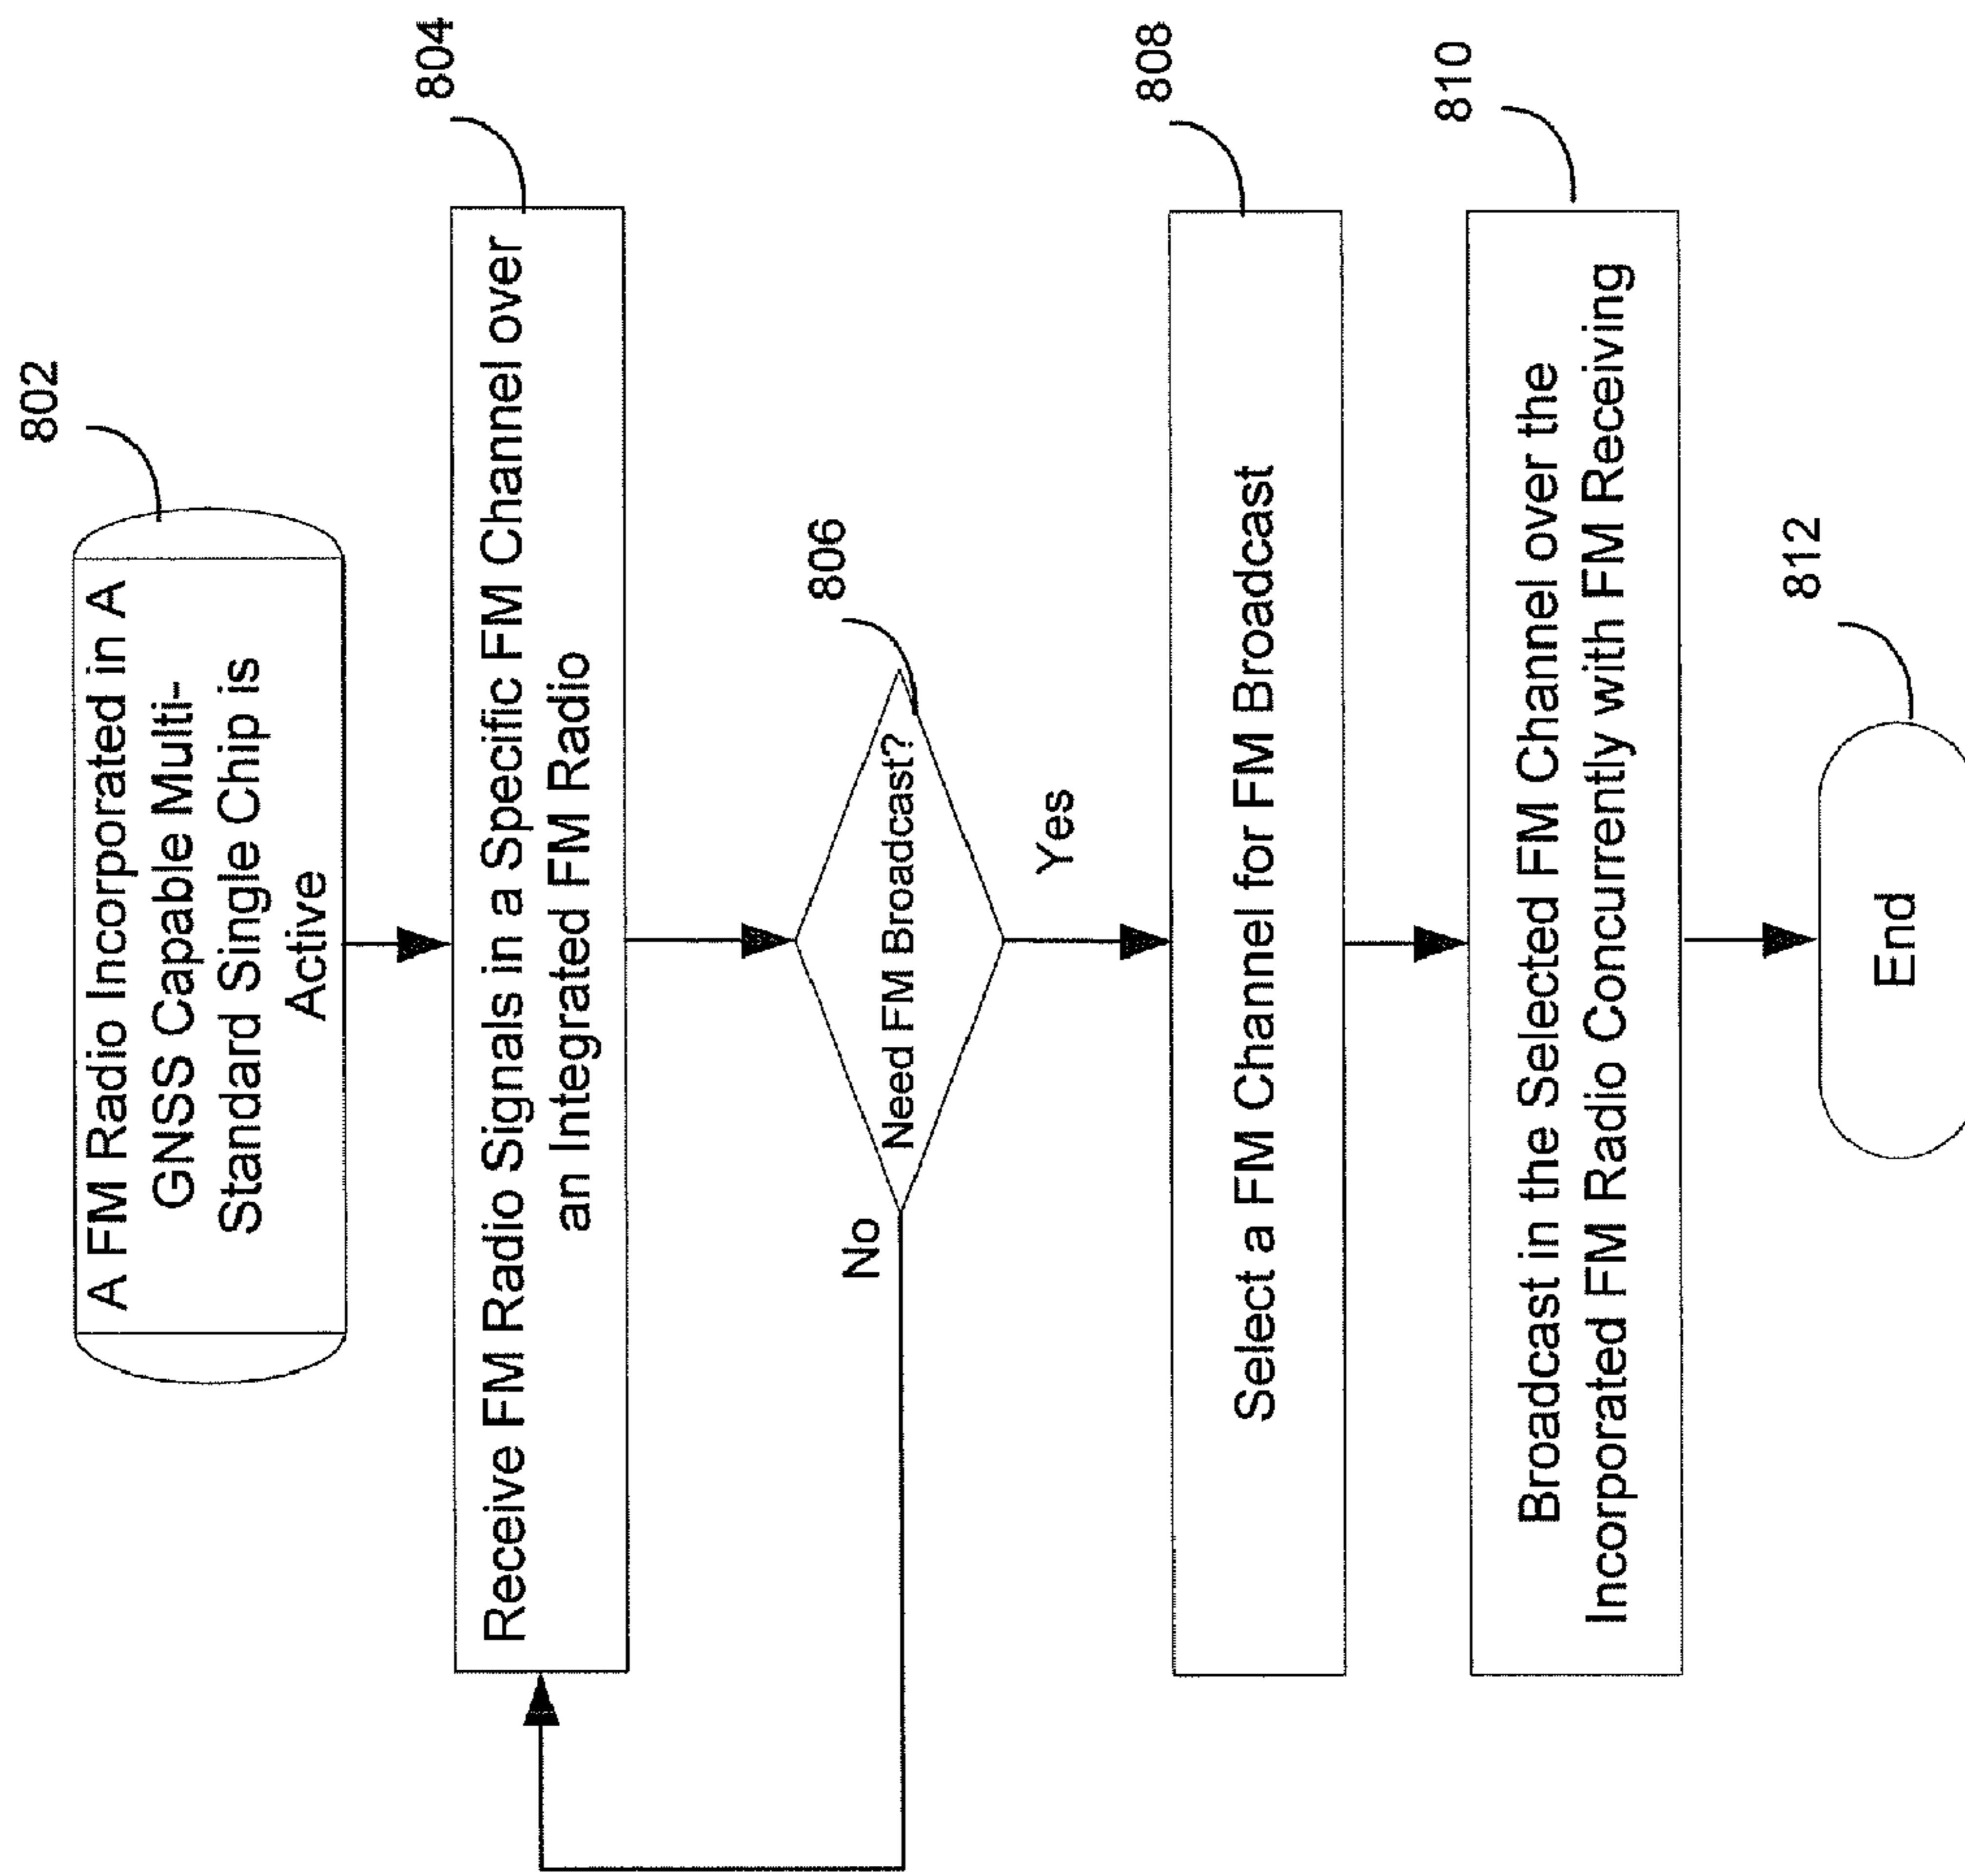 802
A FM Radio Incorporated in A
GNSS Capable Multi-
Standard Single Chip is
Active
804
Receive FM Radio Signals in a Specific FM Channel over
an Integrated FM Radio
806
Need FM Broadcast?
No
Yes
808
Select a FM Channel for FM Broadcast
810
Broadcast in the Selected FM Channel over the
Incorporated FM Radio Concurrently with FM Receiving
812
End